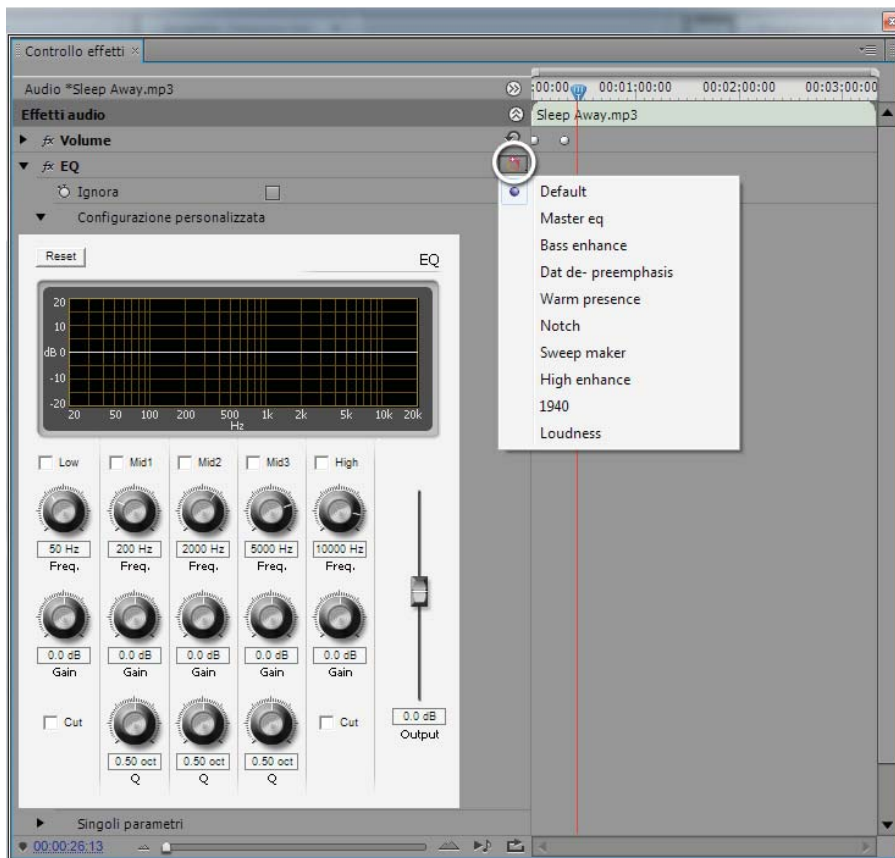 Controllo effetti ×
Audio *Sleep Away.mp3
:00:00 00:01:00:00 00:02:00:00 00:03:00:00
Effetti audio
Sleep Away.mp3
fx Volume
fx EQ
Ignora
Configurazione personalizzata
Default
Master eq
Bass enhance
Dat de- preemphasis
Warm presence
Notch
Sweep maker
High enhance
1940
Loudness
Reset
EQ
20
10
dB 0
-10
-20
20 50 100 200 500 1k 2k 5k 10k 20k
Hz
Low Mid1 Mid2 Mid3 High
50 Hz 200 Hz 2000 Hz 5000 Hz 10000 Hz
Freq. Freq. Freq. Freq. Freq.
0.0 dB 0.0 dB 0.0 dB 0.0 dB 0.0 dB
Gain Gain Gain Gain Gain
Cut Cut
0.0 dB
Output
0.50 oct 0.50 oct 0.50 oct
Q Q Q
Singoli parametri
00:00:26:13